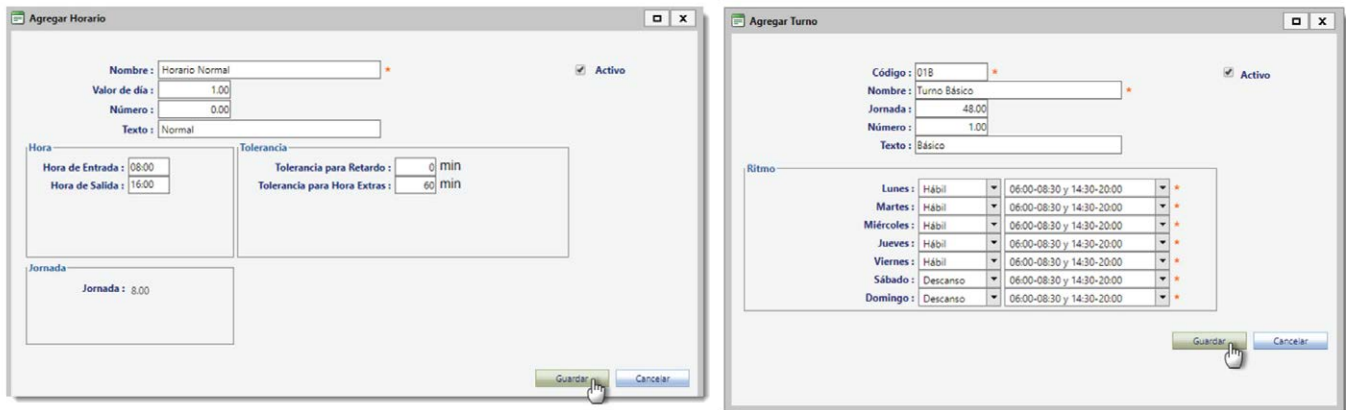 Agregar Horario
Nombre : Horario Normal *
Activo
Valor de día : 1.00
Número : 0.00
Texto : Normal
Hora
Hora de Entrada : 08:00
Hora de Salida : 16:00
Tolerancia
Tolerancia para Retardo : 0 min
Tolerancia para Hora Extras : 60 min
Jornada
Jornada : 8.00
Guardar
Cancelar
Agregar Turno
Código : 01B *
Activo
Nombre : Turno Básico *
Jornada : 48.00
Número : 1.00
Texto : Básico
Ritmo
Lunes : Hábil 06:00-08:30 y 14:30-20:00 *
Martes : Hábil 06:00-08:30 y 14:30-20:00 *
Miércoles : Hábil 06:00-08:30 y 14:30-20:00 *
Jueves : Hábil 06:00-08:30 y 14:30-20:00 *
Viernes : Hábil 06:00-08:30 y 14:30-20:00 *
Sábado : Descanso 06:00-08:30 y 14:30-20:00 *
Domingo : Descanso 06:00-08:30 y 14:30-20:00 *
Guardar
Cancelar